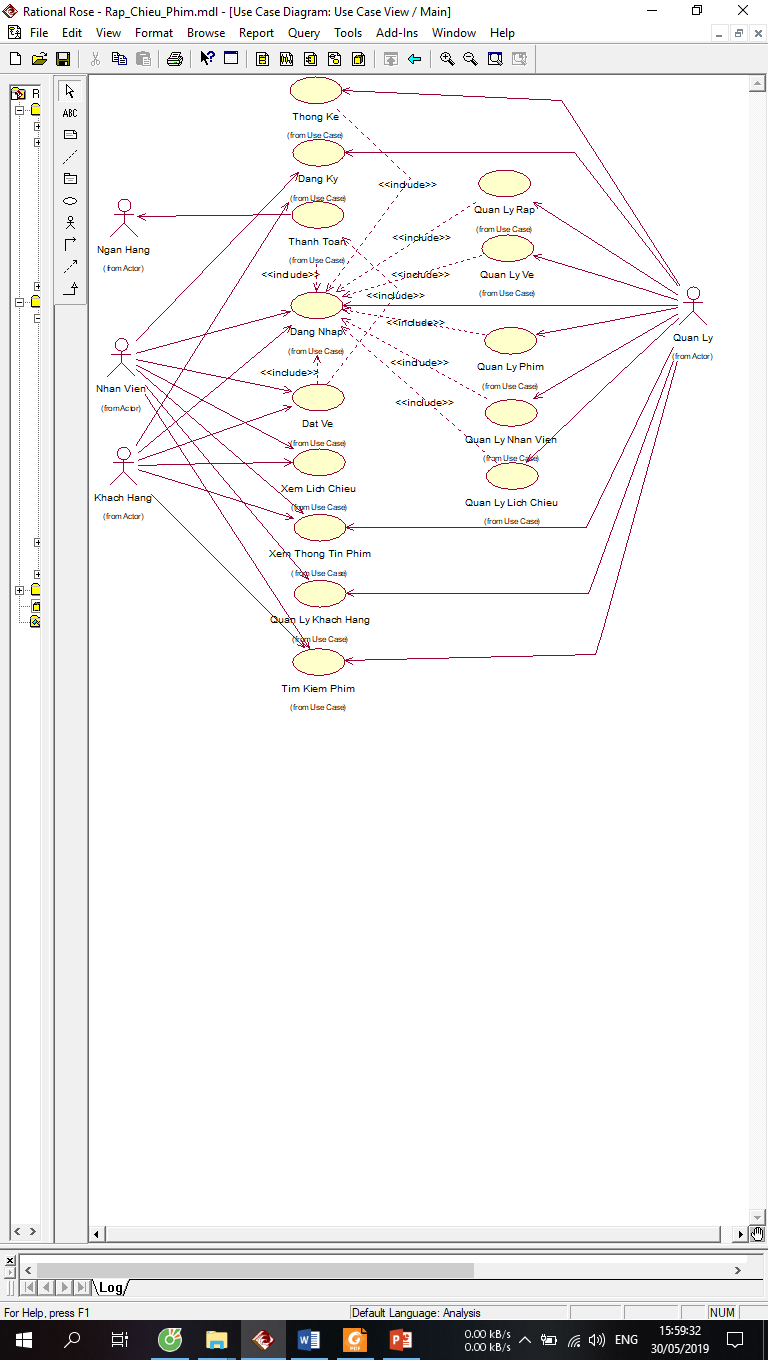 Rational Rose - Rap_Chieu_Phim.mdl - [Use Case Diagram: Use Case View / Main]
File Edit View Format Browse Report Query Tools Add-Ins Window Help
R
ABC
Thong Ke
(from Use Case)
Dang Ky
(from Use Case)
Thanh Toan
(from Use Case)
Dang Nhap
(from Use Case)
Dat Ve
(from Use Case)
Xem Lich Chieu
(from Use Case)
Xem Thong Tin Phim
(from Use Case)
Quan Ly Khach Hang
(from Use Case)
Tim Kiem Phim
(from Use Case)
Ngan Hang
(from Actor)
Nhan Vien
(from Actor)
Khach Hang
(from Actor)
<<include>>
<<include>>
<<include>>
<<include>>
<<include>>
<<include>>
<<include>>
<<include>>
<<include>>
Quan Ly Rap
(from Use Case)
Quan Ly Ve
(from Use Case)
Quan Ly Phim
(from Use Case)
Quan Ly Nhan Vien
(from Use Case)
Quan Ly Lich Chieu
(from Use Case)
Quan Ly
(from Actor)
Log
For Help, press F1
Default Language: Analysis
NUM
0.00 kB/s
0.00 kB/s
ENG
15:59:32
30/05/2019